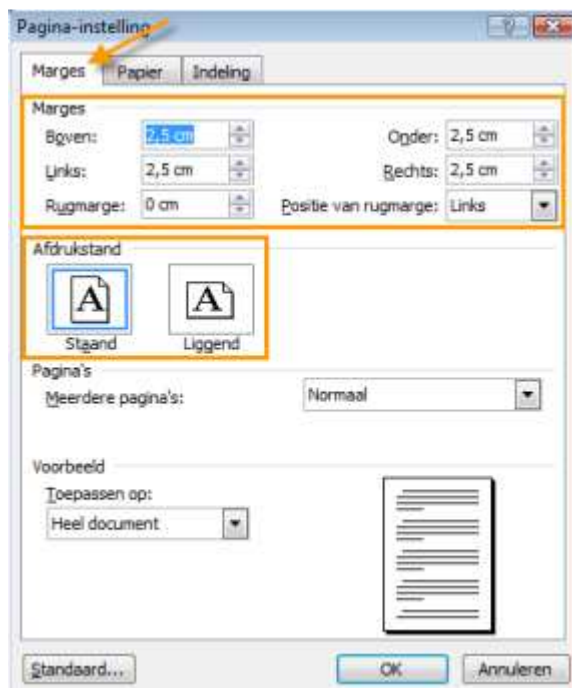 Pagina-instelling
Marges Papier Indeling
Marges
Boven: 2,5 cm Onder: 2,5 cm
Links: 2,5 cm Rechts: 2,5 cm
Rugmarge: 0 cm Positie van rugmarge: Links
Afdrukstand
A A
Staand Liggend
Pagina's
Meerdere pagina's: Normaal
Voorbeeld
Toepassen op:
Heel document
Standaard... OK Annuleren